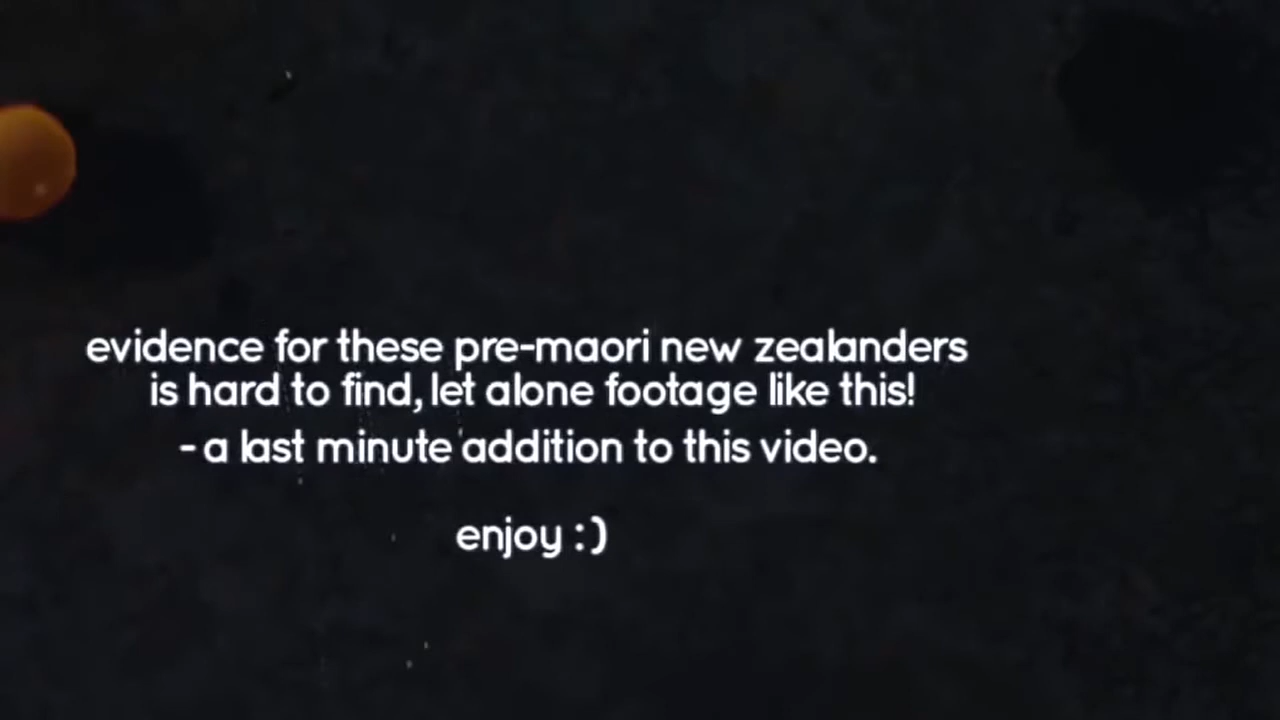 evidence for these pre-maori new zealanders
is hard to find, let alone footage like this!
- a last minute addition to this video.
enjoy :)